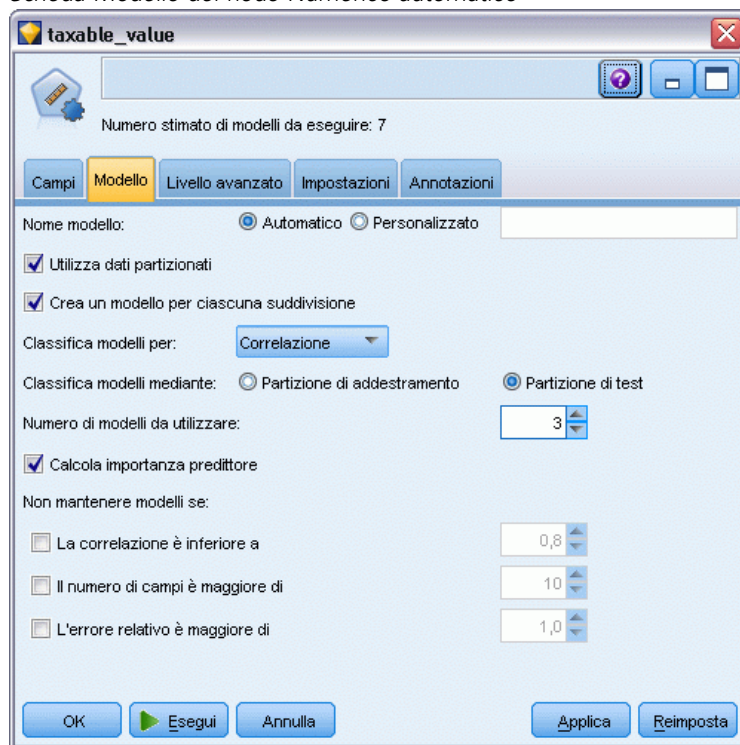 Scheda Modello del nodo Numerico automatico
taxable_value
Numero stimato di modelli da eseguire: 7
Campi Modello Livello avanzato Impostazioni Annotazioni
Nome modello: Automatico Personalizzato
Utilizza dati partizionati
Crea un modello per ciascuna suddivisione
Classifica modelli per: Correlazione
Classifica modelli mediante: Partizione di addestramento Partizione di test
Numero di modelli da utilizzare: 3
Calcola importanza predittore
Non mantenere modelli se:
La correlazione è inferiore a 0,8
Il numero di campi è maggiore di 10
L'errore relativo è maggiore di 1,0
OK Esegui Annulla Applica Reimposta